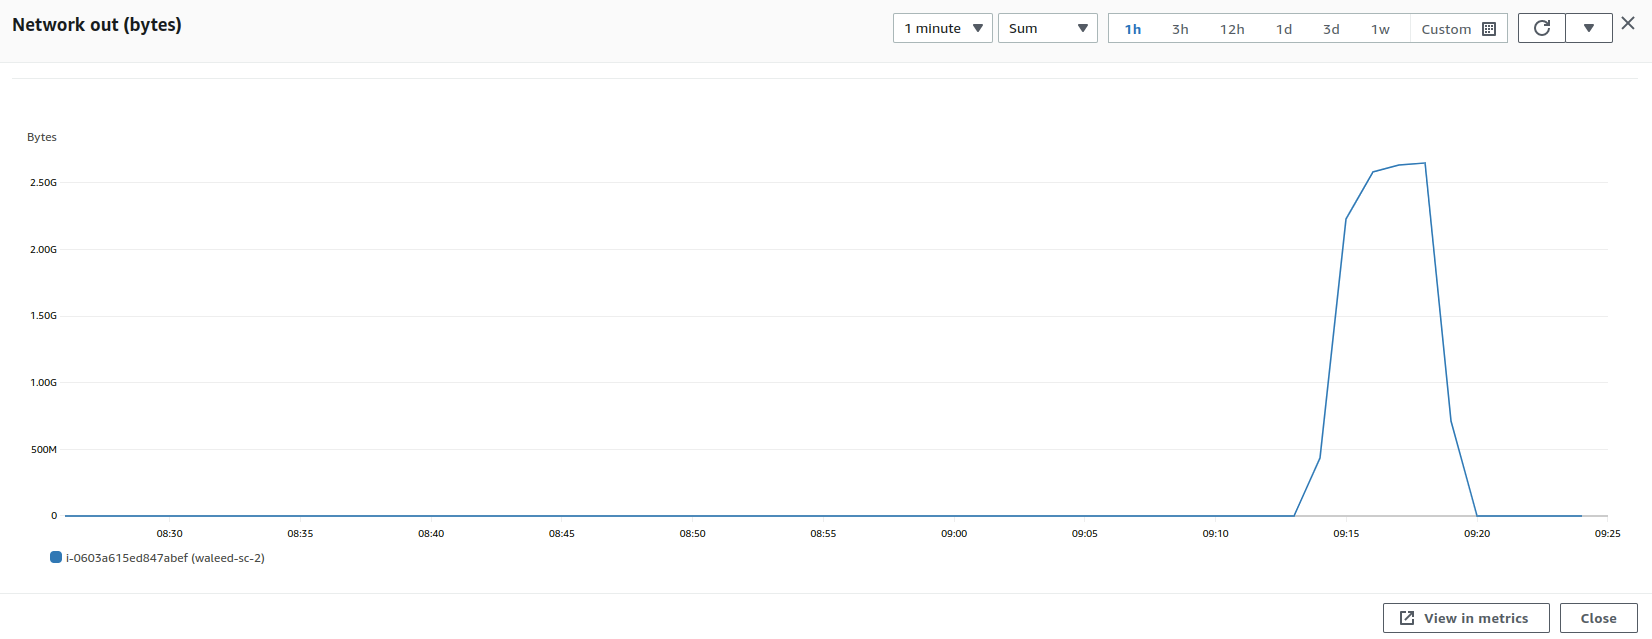 Network out (bytes)
1 minute Sum 1h 3h 12h 1d 3d 1w Custom
Bytes
2.50G
2.00G
1.50G
1.00G
500M
0
08:30 08:35 08:40 08:45 08:50 08:55 09:00 09:05 09:10 09:15 09:20 09:25
i-0603a615ed847abef (waleed-sc-2)
View in metrics Close